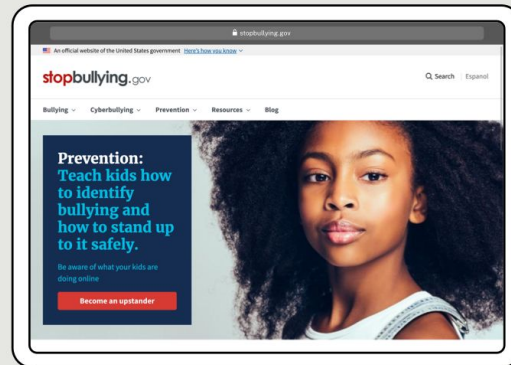 stopbullying.gov
An official website of the United States government Here's how you know
stopbullying.gov
Search Espanol
Bullying Cyberbullying Prevention Resources Blog
Prevention:
Teach kids how
to identify
bullying and
how to stand up
to it safely.
Be aware of what your kids are
doing online
Become an upstander